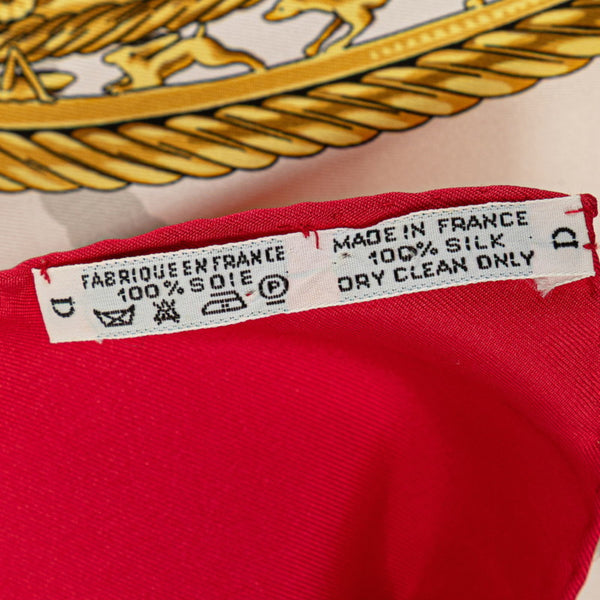 D
FABRIQUE EN FRANCE
100% SOIE
P
MADE IN FRANCE
100% SILK
DRY CLEAN ONLY
D